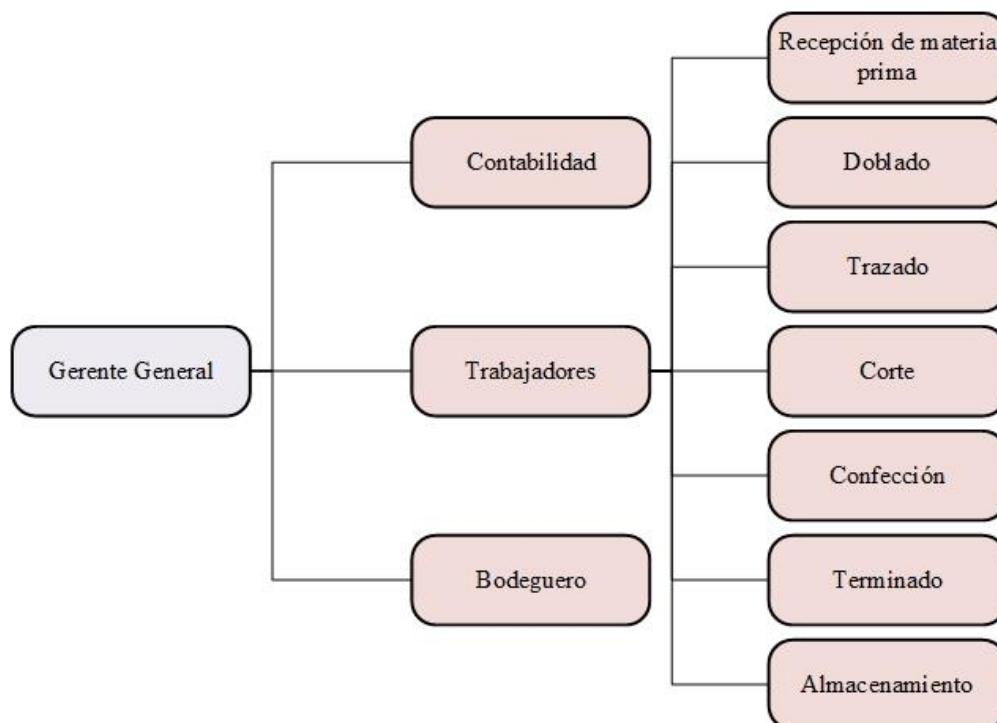 Gerente General
Contabilidad
Trabajadores
Bodeguero
Recepción de materia
prima
Doblado
Trazado
Corte
Confección
Terminado
Almacenamiento